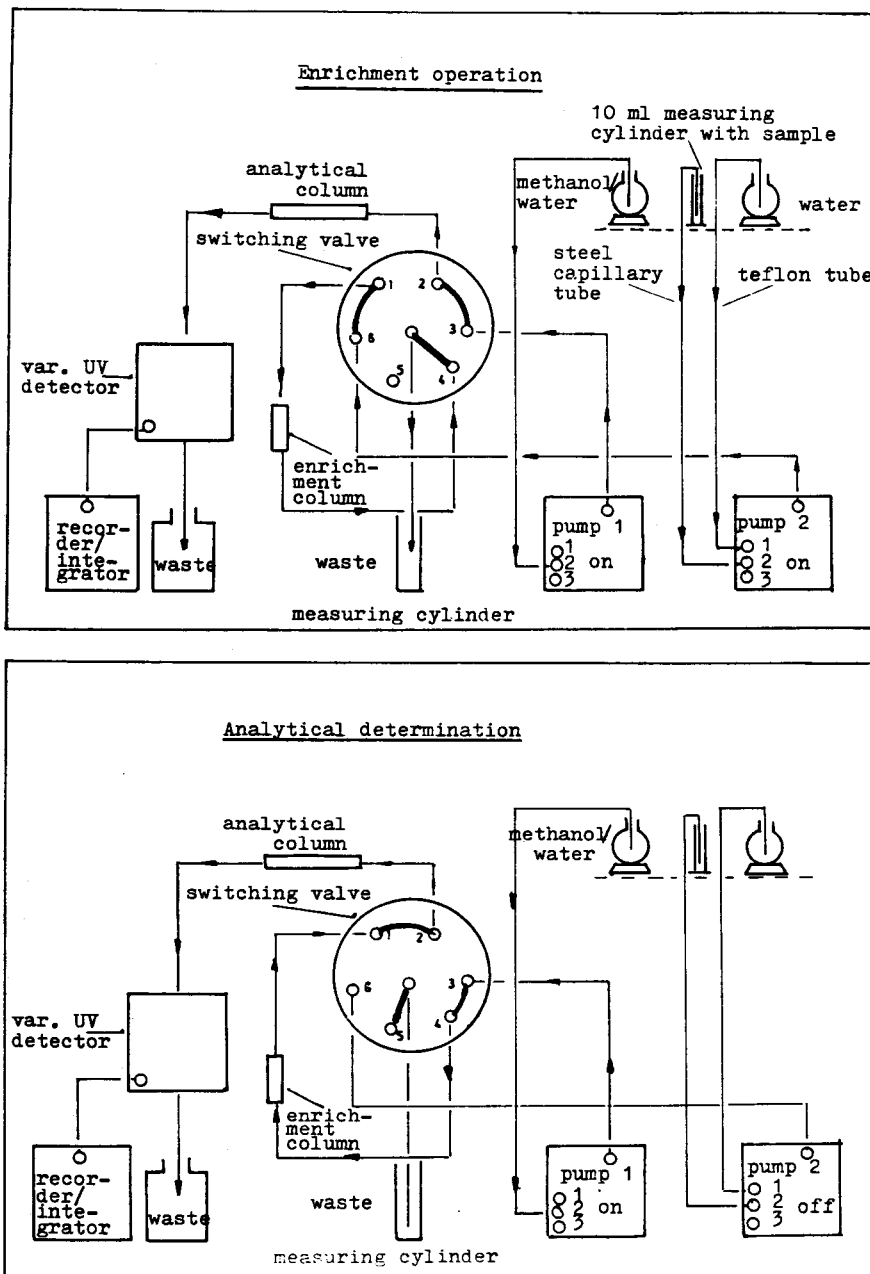 Enrichment operation
10 ml measuring
cylinder with sample
analytical
column
methanol/
water
water
switching valve
steel
capillary
tube
teflon tube
1
2
3
4
5
6
var. UV
detector
enrich-
ment
column
recor-
der/
inte-
grator
waste
waste
measuring cylinder
pump 1
1
2 on
3
pump 2
1
2 on
3
Analytical determination
analytical
column
methanol/
water
switching valve
1
2
3
4
5
6
var. UV
detector
enrich-
ment
column
recor-
der/
inte-
grator
waste
waste
measuring cylinder
pump 1
1
2 on
3
pump 2
1
2 off
3